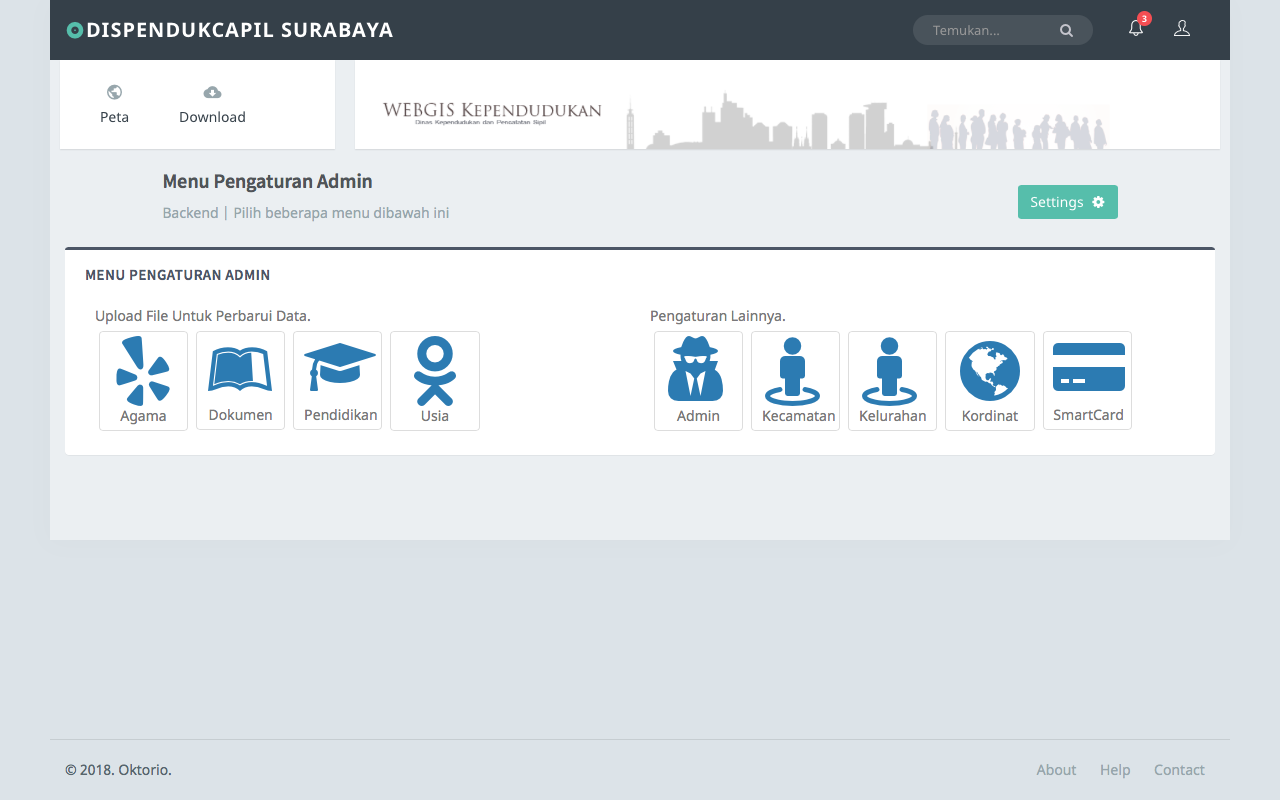 DISPENDUKCAPIL SURABAYA
Temukan...
3
Peta
Download
WEBGIS KEPENDUDUKAN
Dinas Kependudukan dan Pencatatan Sipil
Menu Pengaturan Admin
Backend | Pilih beberapa menu dibawah ini
Settings
MENU PENGATURAN ADMIN
Upload File Untuk Perbarui Data.
Agama
Dokumen
Pendidikan
Usia
Pengaturan Lainnya.
Admin
Kecamatan
Kelurahan
Kordinat
SmartCard
© 2018. Oktorio.
About
Help
Contact